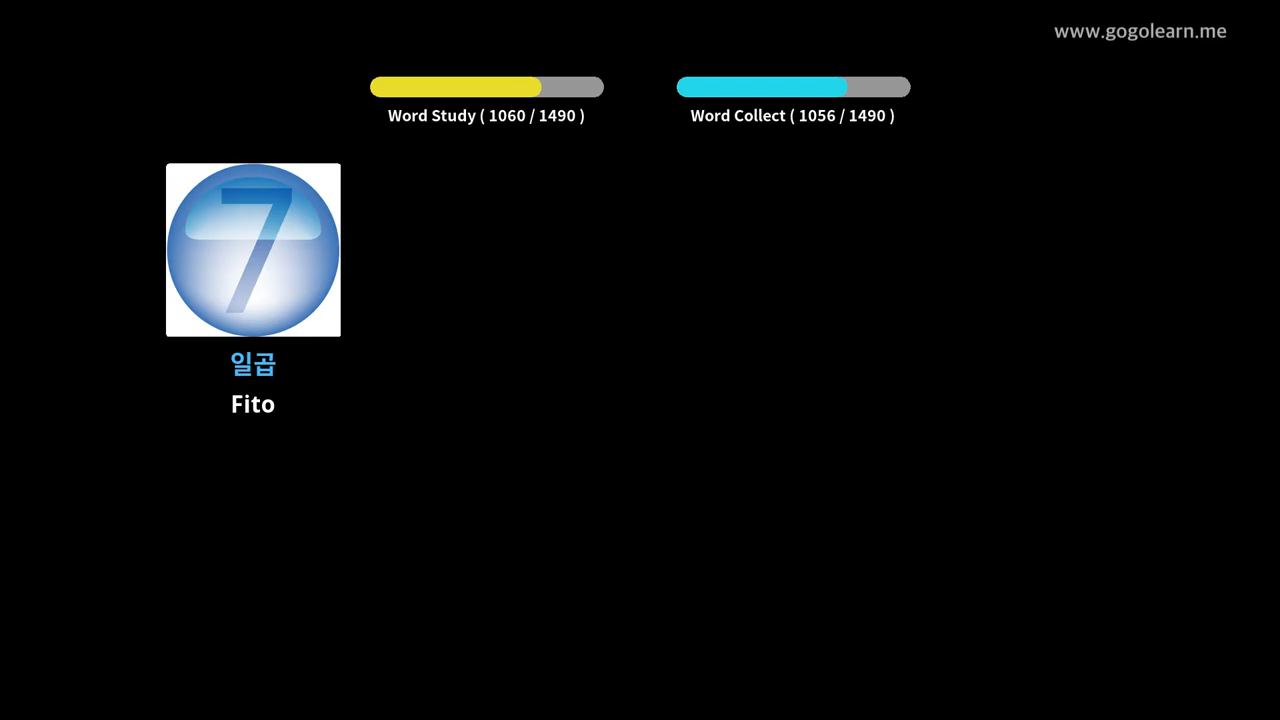 www.gogolearn.me
Word Study ( 1060 / 1490 )
Word Collect ( 1056 / 1490 )
7
일곱
Fito